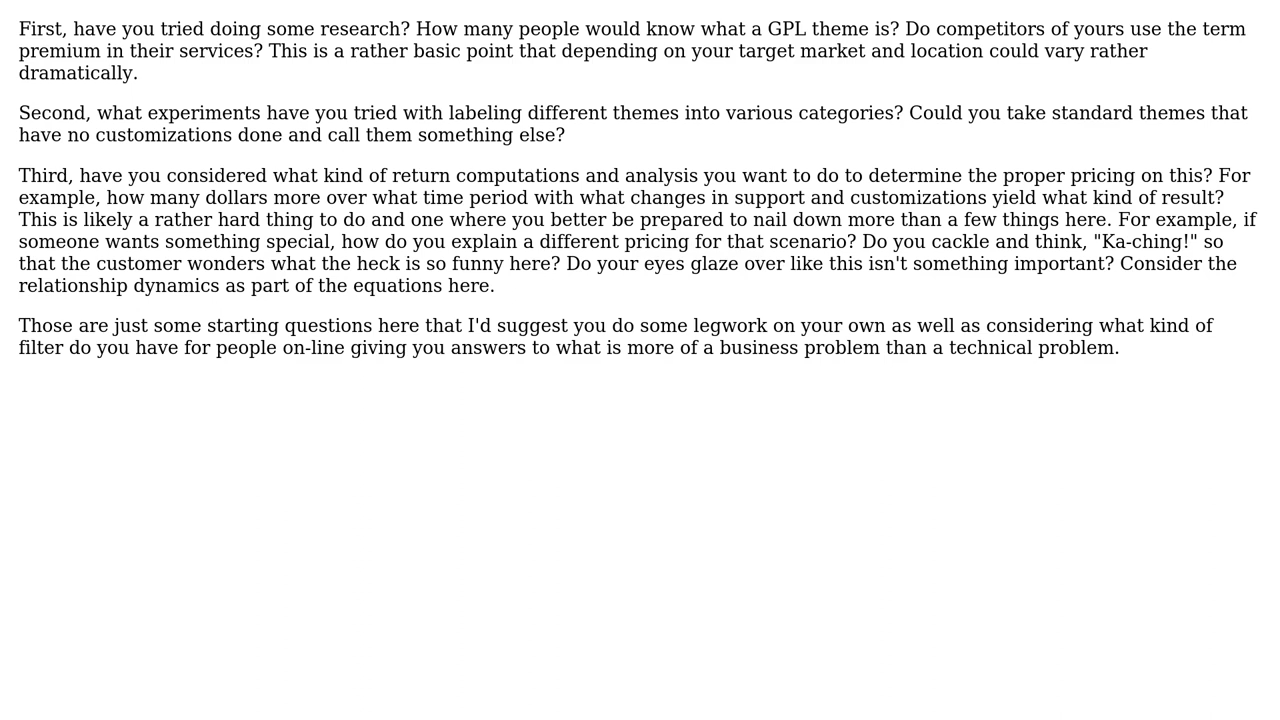 First, have you tried doing some research? How many people would know what a GPL theme is? Do competitors of yours use the term
premium in their services? This is a rather basic point that depending on your target market and location could vary rather
dramatically.
Second, what experiments have you tried with labeling different themes into various categories? Could you take standard themes that
have no customizations done and call them something else?
Third, have you considered what kind of return computations and analysis you want to do to determine the proper pricing on this? For
example, how many dollars more over what time period with what changes in support and customizations yield what kind of result?
This is likely a rather hard thing to do and one where you better be prepared to nail down more than a few things here. For example, if
someone wants something special, how do you explain a different pricing for that scenario? Do you cackle and think, "Ka-ching!" so
that the customer wonders what the heck is so funny here? Do your eyes glaze over like this isn't something important? Consider the
relationship dynamics as part of the equations here.
Those are just some starting questions here that I'd suggest you do some legwork on your own as well as considering what kind of
filter do you have for people on-line giving you answers to what is more of a business problem than a technical problem.